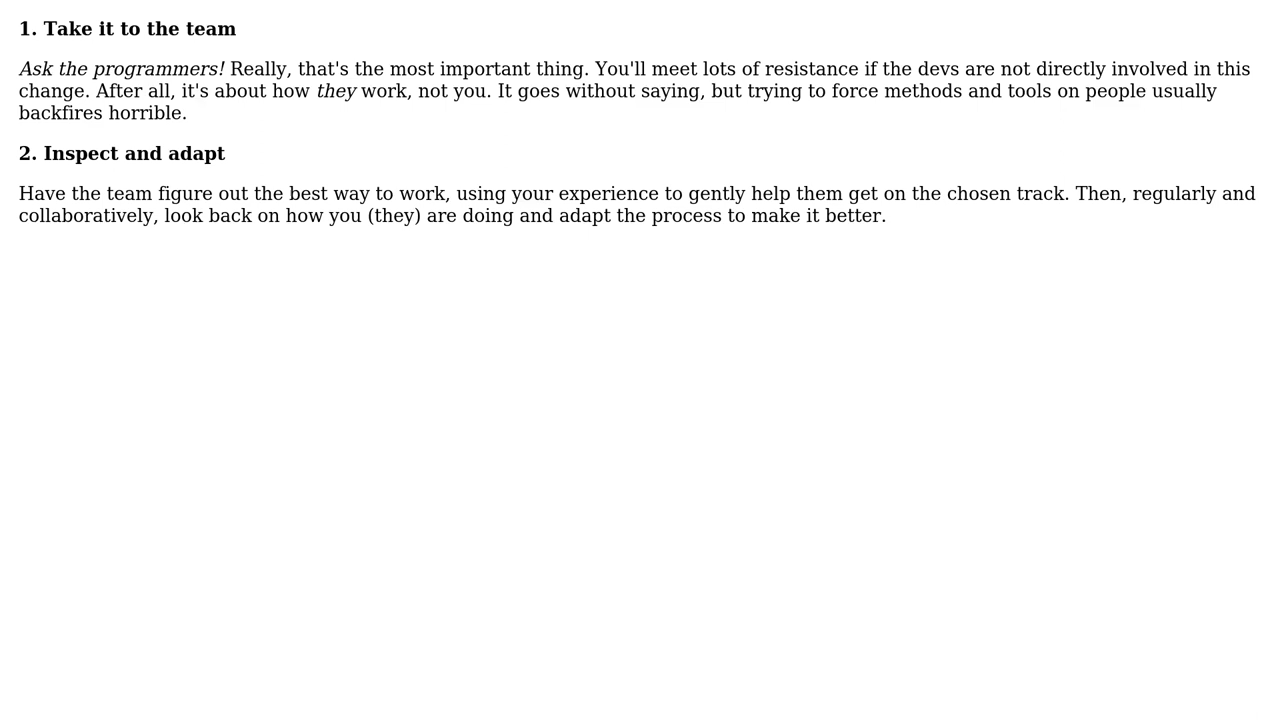 1. Take it to the team
Ask the programmers! Really, that's the most important thing. You'll meet lots of resistance if the devs are not directly involved in this
change. After all, it's about how they work, not you. It goes without saying, but trying to force methods and tools on people usually
backfires horrible.
2. Inspect and adapt
Have the team figure out the best way to work, using your experience to gently help them get on the chosen track. Then, regularly and
collaboratively, look back on how you (they) are doing and adapt the process to make it better.